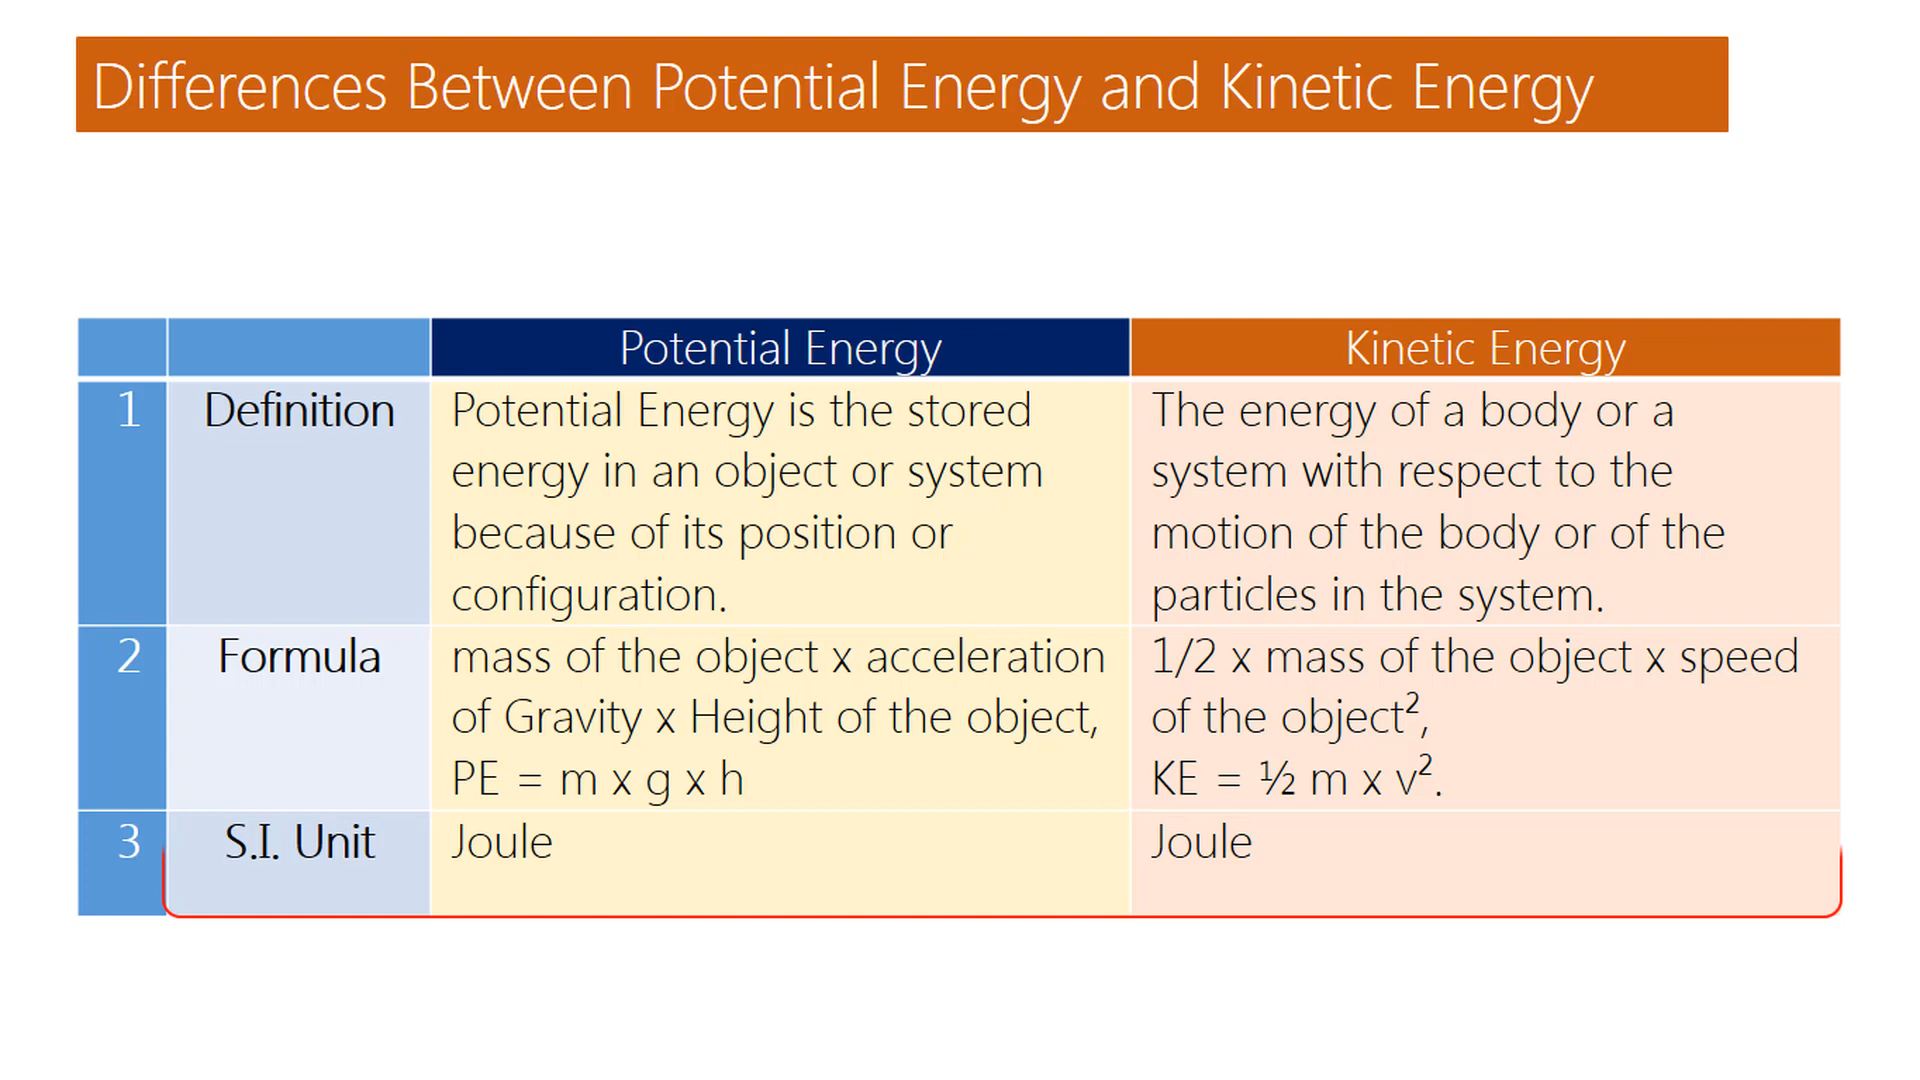 Differences Between Potential Energy and Kinetic Energy
Potential Energy
Kinetic Energy
1
Definition
Potential Energy is the stored
energy in an object or system
because of its position or
configuration.
The energy of a body or a
system with respect to the
motion of the body or of the
particles in the system.
2
Formula
mass of the object x acceleration
of Gravity x Height of the object,
PE = m x g x h
1/2 x mass of the object x speed
of the object²,
KE = ½ m x v².
3
S.I. Unit
Joule
Joule